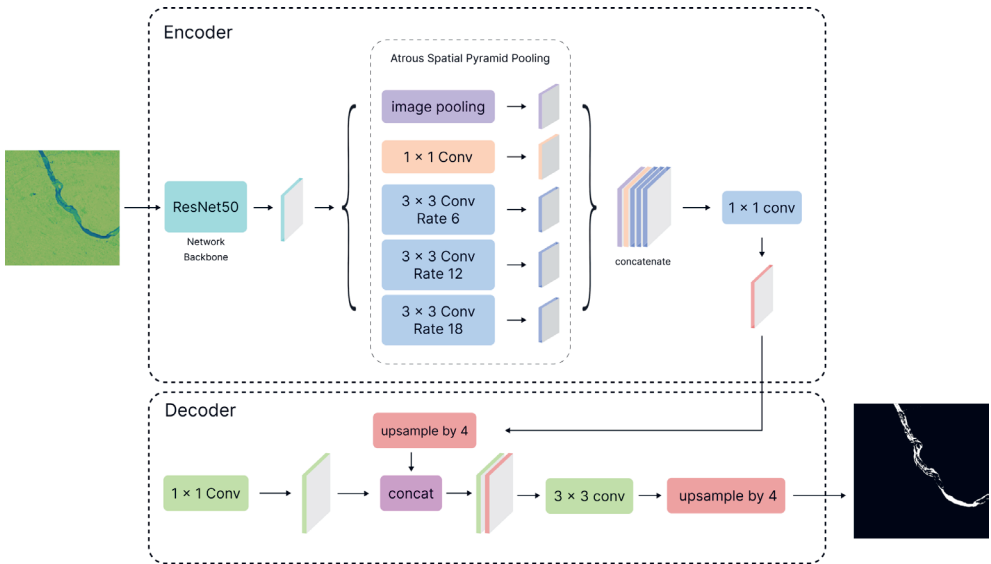 Encoder
Atrous Spatial Pyramid Pooling
image pooling
1 × 1 Conv
ResNet50
Network
Backbone
3 × 3 Conv
Rate 6
3 × 3 Conv
Rate 12
3 × 3 Conv
Rate 18
concatenate
1 × 1 conv
Decoder
upsample by 4
1 × 1 Conv
concat
3 × 3 conv
upsample by 4